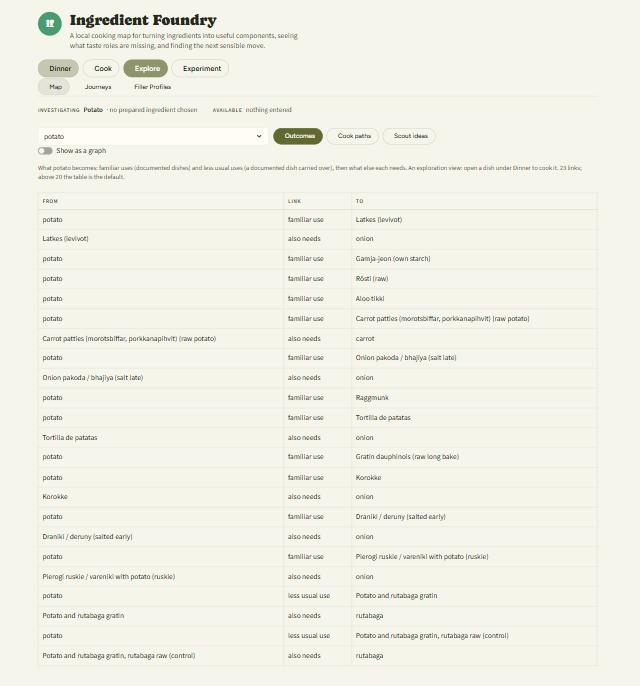 Ingredient Foundry
A local cooking map for turning ingredients into useful components, seeing
what taste roles are missing, and finding the next sensible move.
Dinner Cook Explore Experiment
Map Journeys Filler Profiles
INVESTIGATING Potato · no prepared ingredient chosen AVAILABLE nothing entered
potato Outcomes Cook paths Scout ideas
Show as a graph
What potato becomes: familiar uses (documented dishes) and less usual uses (a documented dish carried over), then what else each needs. An exploration view: open a dish under Dinner to cook it. 23 links;
above 20 the table is the default.
FROM LINK TO
potato familiar use Latkes (levivot)
Latkes (levivot) also needs onion
potato familiar use Gamja-jeon (own starch)
potato familiar use Rösti (raw)
potato familiar use Aloo tikki
potato familiar use Carrot patties (morotsbiffar, porkkanapihvit) (raw potato)
Carrot patties (morotsbiffar, porkkanapihvit) (raw potato) also needs carrot
potato familiar use Onion pakoda / bhajiya (salt late)
Onion pakoda / bhajiya (salt late) also needs onion
potato familiar use Raggmunk
potato familiar use Tortilla de patatas
Tortilla de patatas also needs onion
potato familiar use Gratin dauphinois (raw long bake)
potato familiar use Korokke
Korokke also needs onion
potato familiar use Draniki / deruny (salted early)
Draniki / deruny (salted early) also needs onion
potato familiar use Pierogi ruskie / vareniki with potato (ruskie)
Pierogi ruskie / vareniki with potato (ruskie) also needs onion
potato less usual use Potato and rutabaga gratin
Potato and rutabaga gratin also needs rutabaga
potato less usual use Potato and rutabaga gratin, rutabaga raw (control)
Potato and rutabaga gratin, rutabaga raw (control) also needs rutabaga